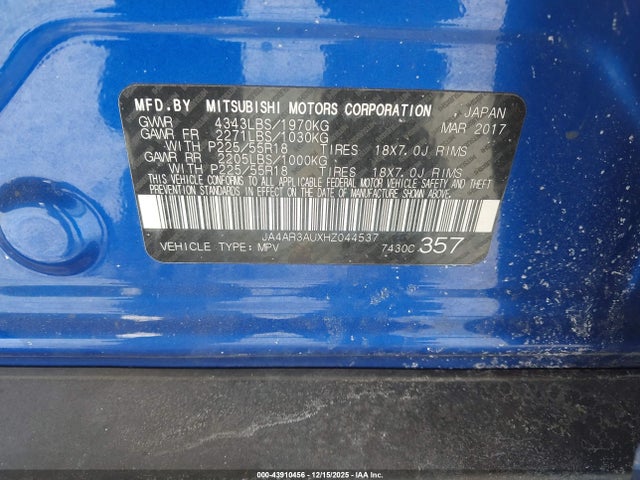 MFD.BY MITSUBISHI MOTORS CORPORATION, JAPAN
GVWR 4343LBS/1970KG MAR 2017
GAWR FR 2271LBS/1030KG
WITH P225/55R18 TIRES 18X7.0J RIMS
GAWR RR 2205LBS/1000KG
WITH P225/55R18 TIRES 18X7.0J RIMS
THIS VEHICLE CONFORMS TO ALL APPLICABLE FEDERAL MOTOR VEHICLE SAFETY AND
THEFT PREVENTION STANDARDS IN EFFECT ON THE DATE OF MANUFACTURE SHOWN ABOVE.
JA4AR3AUXHZ044537
VEHICLE TYPE: MPV 7430C 357
000-43910456 - 12/15/2025 - IAA Inc.